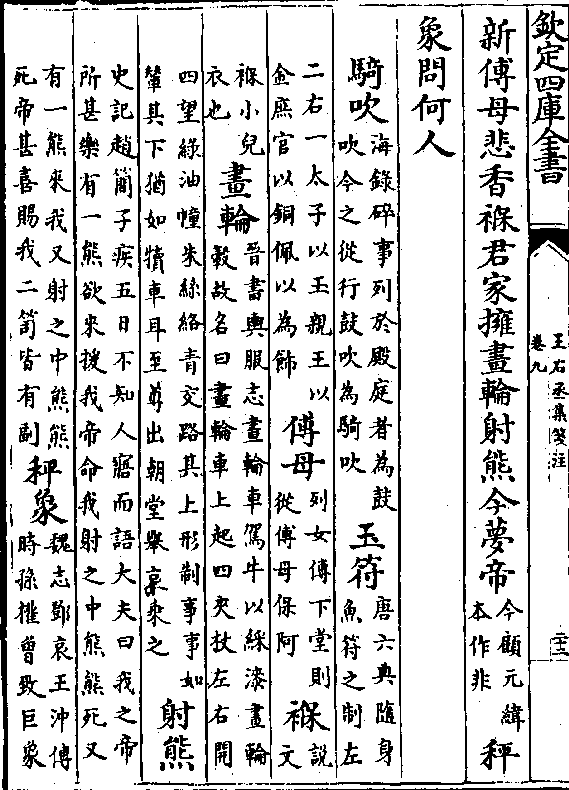 欽定四庫全書
王右丞集箋注
卷九
二十三
新傅母悲香褓君家擁畫輪射熊今夢帝今顧元緯本作非秤
象問何人
騎吹海錄碎事列於殿庭者為鼓吹今之從行鼓吹為騎吹玉符唐六典隨身魚符之制左
二右一太子以玉親王以金庶官以銅佩以為飾傅母列女傳下堂則從傅母保阿褓說文
褓小兒衣也畫輪晉書輿服志畫輪車駕牛以綵漆畫輪轂故名曰畫輪車上起四夾杖左右開
四望綠油幢朱絲絡青交路其上形制事事如輦其下猶如犢車耳至尊出朝堂舉哀乘之射熊
史記趙簡子疾五日不知人寤而語大夫曰我之帝所甚樂有一熊欲來援我帝命我射之中熊熊死又
有一熊來我又射之中熊熊死帝甚喜賜我二笥皆有副秤象魏志鄧哀王沖傳時孫權曾致巨象